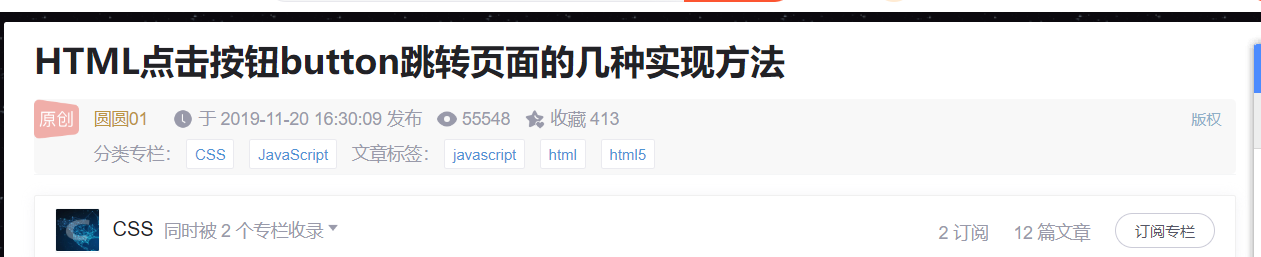 HTML点击按钮button跳转页面的几种实现方法
原创 圆圆01 于 2019-11-20 16:30:09 发布 55548 收藏 413 版权
分类专栏： CSS JavaScript 文章标签： javascript html html5
C CSS 同时被 2 个专栏收录 2 订阅 12 篇文章 订阅专栏